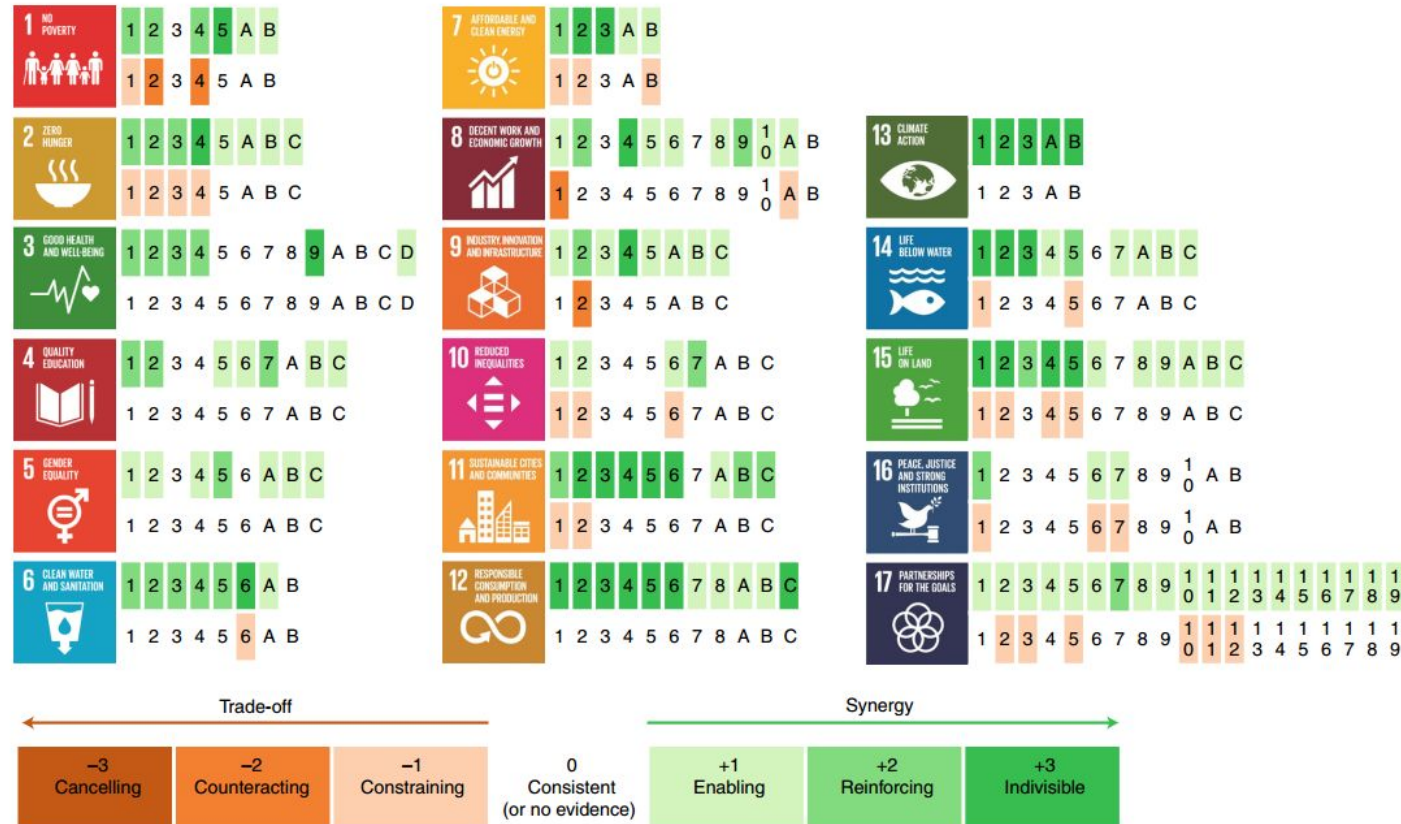 1 NO
POVERTY
1 2 3 4 5 A B
1 2 3 4 5 A B
2 ZERO
HUNGER
1 2 3 4 5 A B C
1 2 3 4 5 A B C
3 GOOD HEALTH
AND WELL-BEING
1 2 3 4 5 6 7 8 9 A B C D
1 2 3 4 5 6 7 8 9 A B C D
4 QUALITY
EDUCATION
1 2 3 4 5 6 7 A B C
1 2 3 4 5 6 7 A B C
5 GENDER
EQUALITY
1 2 3 4 5 6 A B C
1 2 3 4 5 6 A B C
6 CLEAN WATER
AND SANITATION
1 2 3 4 5 6 A B
1 2 3 4 5 6 A B
7 AFFORDABLE AND
CLEAN ENERGY
1 2 3 A B
1 2 3 A B
8 DECENT WORK AND
ECONOMIC GROWTH
1 2 3 4 5 6 7 8 9 10 A B
1 2 3 4 5 6 7 8 9 10 A B
9 INDUSTRY, INNOVATION
AND INFRASTRUCTURE
1 2 3 4 5 A B C
1 2 3 4 5 A B C
10 REDUCED
INEQUALITIES
1 2 3 4 5 6 7 A B C
1 2 3 4 5 6 7 A B C
11 SUSTAINABLE CITIES
AND COMMUNITIES
1 2 3 4 5 6 7 A B C
1 2 3 4 5 6 7 A B C
12 RESPONSIBLE
CONSUMPTION
AND PRODUCTION
1 2 3 4 5 6 7 8 A B C
1 2 3 4 5 6 7 8 A B C
13 CLIMATE
ACTION
1 2 3 A B
1 2 3 A B
14 LIFE
BELOW WATER
1 2 3 4 5 6 7 A B C
1 2 3 4 5 6 7 A B C
15 LIFE
ON LAND
1 2 3 4 5 6 7 8 9 A B C
1 2 3 4 5 6 7 8 9 A B C
16 PEACE, JUSTICE
AND STRONG
INSTITUTIONS
1 2 3 4 5 6 7 8 9 10 A B
1 2 3 4 5 6 7 8 9 10 A B
17 PARTNERSHIPS
FOR THE GOALS
1 2 3 4 5 6 7 8 9 10 11 12 13 14 15 16 17 18 19
1 2 3 4 5 6 7 8 9 10 11 12 13 14 15 16 17 18 19
Trade-off
Synergy
−3
Cancelling
−2
Counteracting
−1
Constraining
0
Consistent
(or no evidence)
+1
Enabling
+2
Reinforcing
+3
Indivisible